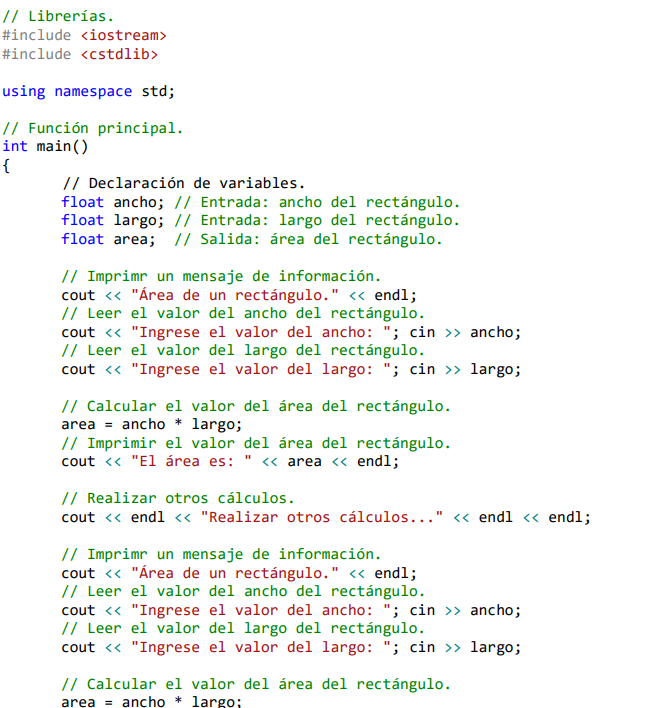 // Librerías.
#include <iostream>
#include <cstdlib>
using namespace std;
// Función principal.
int main()
{
// Declaración de variables.
float ancho; // Entrada: ancho del rectángulo.
float largo; // Entrada: largo del rectángulo.
float area;  // Salida: área del rectángulo.
// Imprimr un mensaje de información.
cout << "Área de un rectángulo." << endl;
// Leer el valor del ancho del rectángulo.
cout << "Ingrese el valor del ancho: "; cin >> ancho;
// Leer el valor del largo del rectángulo.
cout << "Ingrese el valor del largo: "; cin >> largo;
// Calcular el valor del área del rectángulo.
area = ancho * largo;
// Imprimir el valor del área del rectángulo.
cout << "El área es: " << area << endl;
// Realizar otros cálculos.
cout << endl << "Realizar otros cálculos..." << endl << endl;
// Imprimr un mensaje de información.
cout << "Área de un rectángulo." << endl;
// Leer el valor del ancho del rectángulo.
cout << "Ingrese el valor del ancho: "; cin >> ancho;
// Leer el valor del largo del rectángulo.
cout << "Ingrese el valor del largo: "; cin >> largo;
// Calcular el valor del área del rectángulo.
area = ancho * largo;